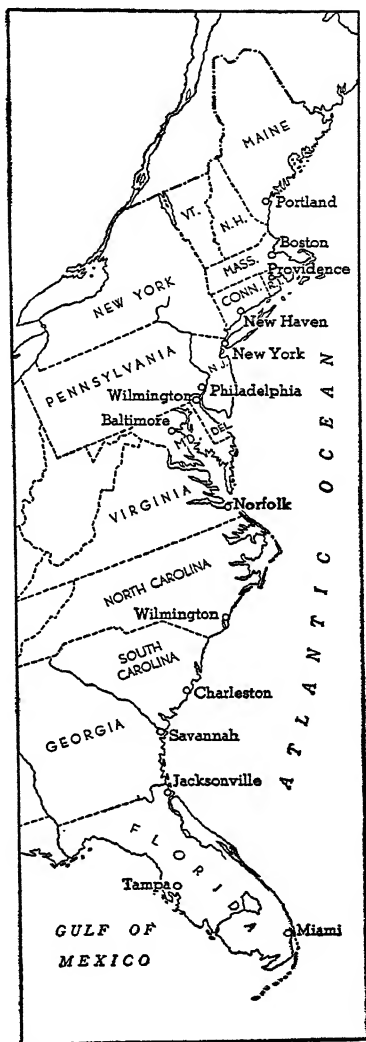 MAINE
Portland
VT.
N.H.
Boston
MASS.
Providence
CONN.
R.I.
NEW YORK
New Haven
New York
PENNSYLVANIA
N.J.
Philadelphia
Wilmington
Baltimore
MD.
DEL.
VIRGINIA
Norfolk
NORTH CAROLINA
Wilmington
SOUTH
CAROLINA
Charleston
GEORGIA
Savannah
Jacksonville
FLORIDA
Tampa
Miami
GULF OF
MEXICO
ATLANTIC OCEAN